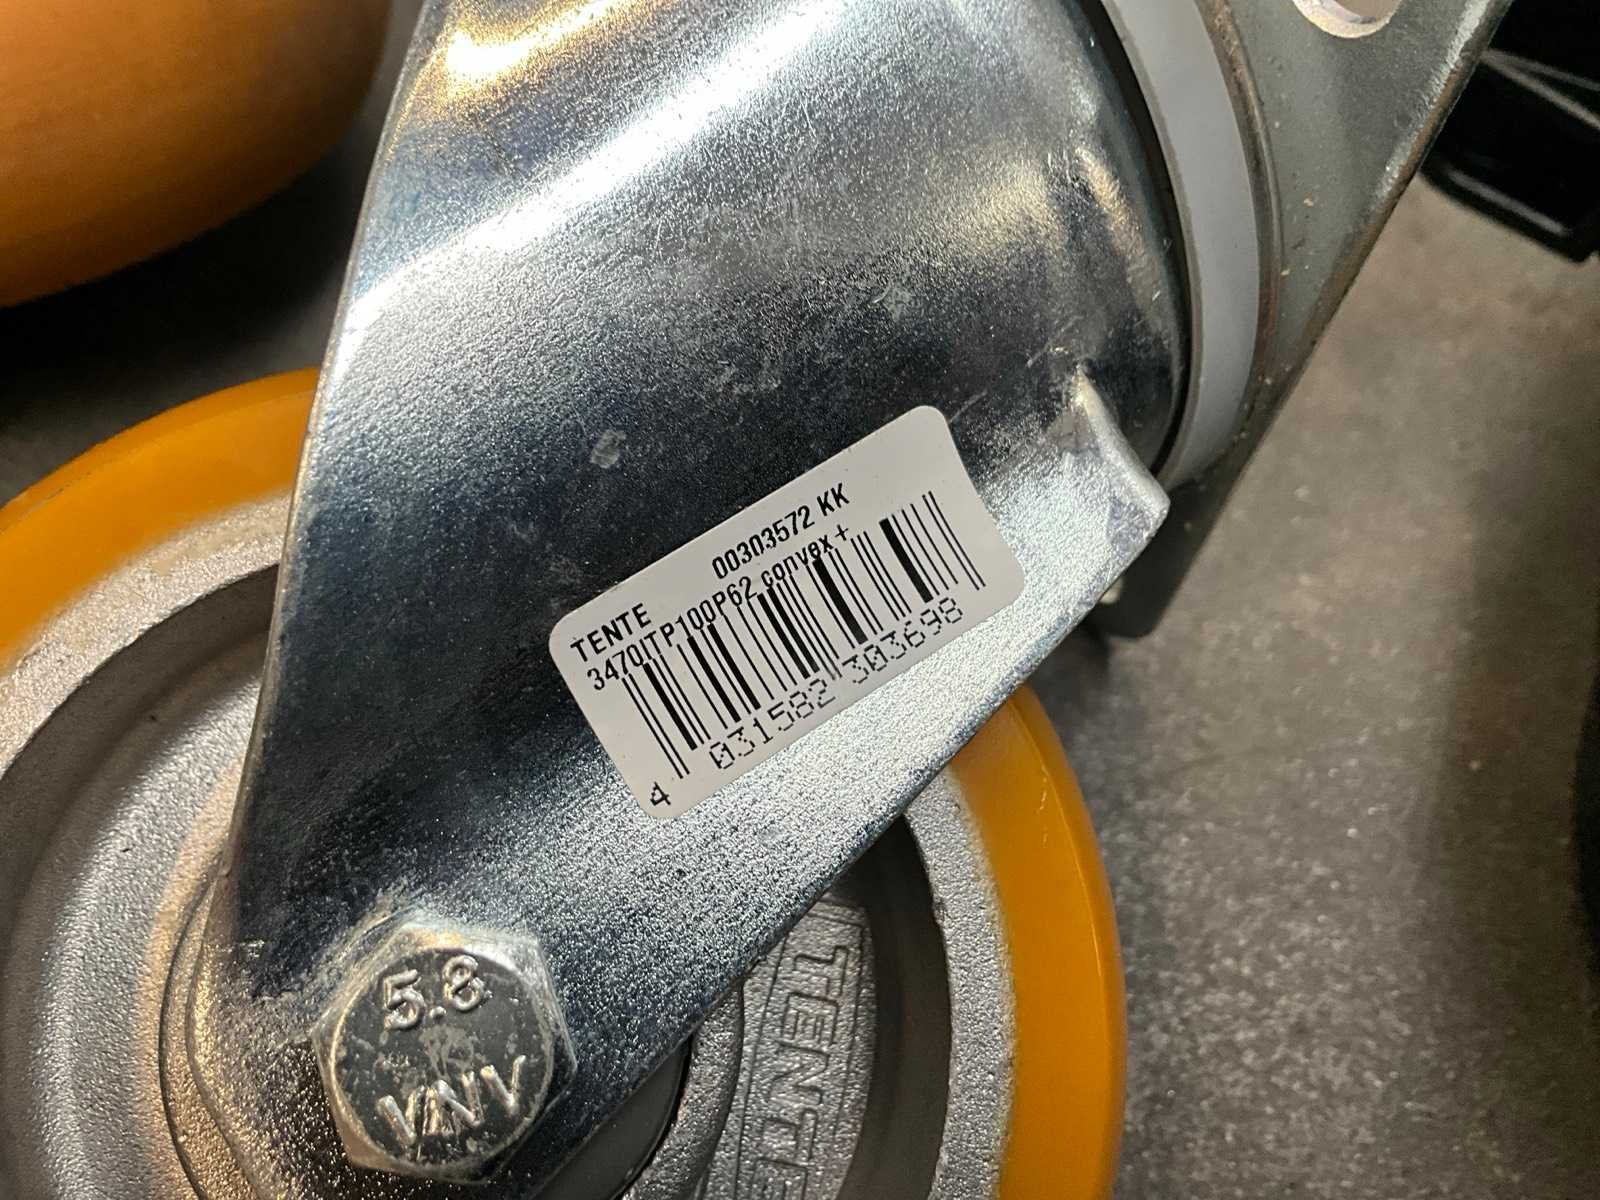 00303572 KK
TENTE
3470ITP100P62 convex +
4 031582 303698
5.8
VNV
TENTE